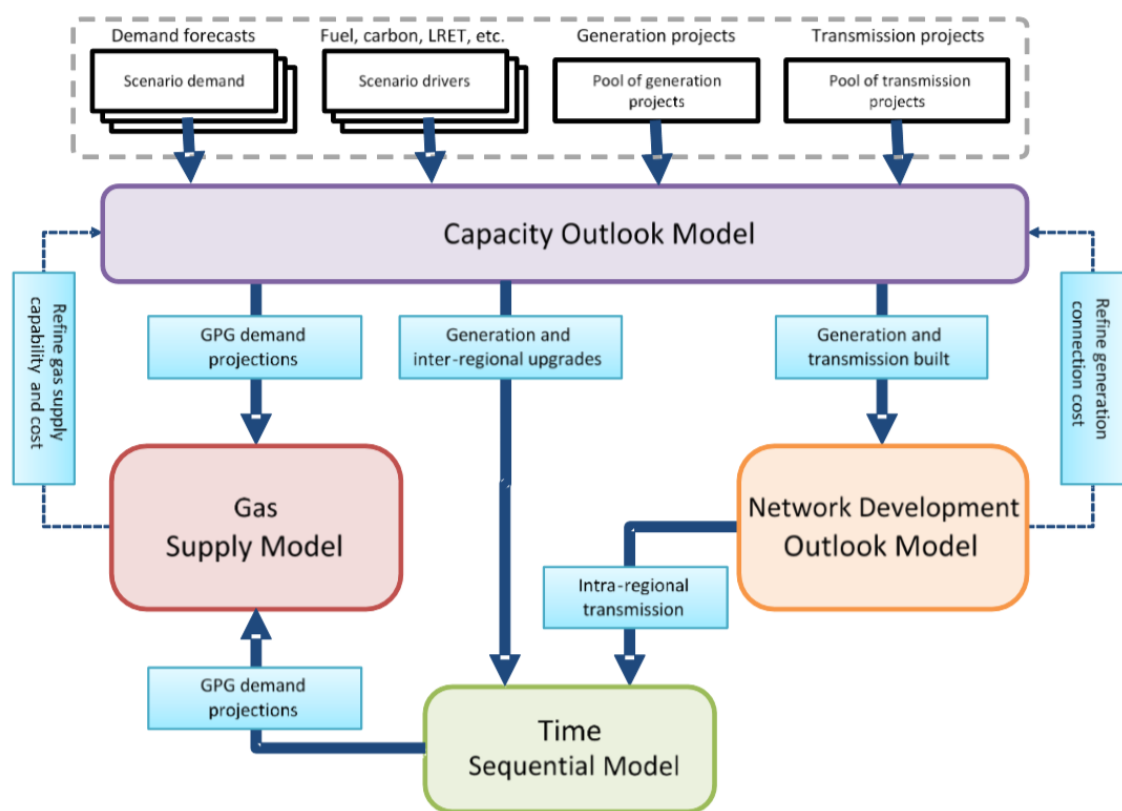 Demand forecasts
Fuel, carbon, LRET, etc.
Generation projects
Transmission projects
Scenario demand
Scenario drivers
Pool of generation
projects
Pool of transmission
projects
Capacity Outlook Model
Refine gas supply
capability and cost
GPG demand
projections
Generation and
inter-regional upgrades
Generation and
transmission built
Refine generation
connection cost
Gas
Supply Model
Network Development
Outlook Model
Intra-regional
transmission
GPG demand
projections
Time
Sequential Model